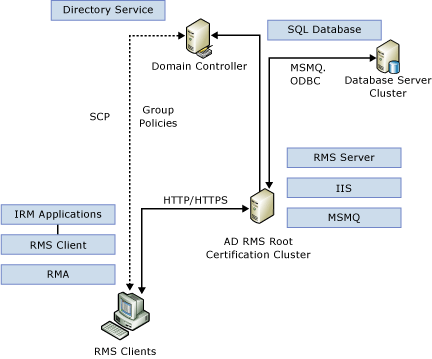 Directory Service
SQL Database
Domain Controller
MSMQ,
ODBC
Database Server
Cluster
SCP
Group
Policies
RMS Server
IIS
MSMQ
HTTP/HTTPS
IRM Applications
RMS Client
RMA
AD RMS Root
Certification Cluster
RMS Clients